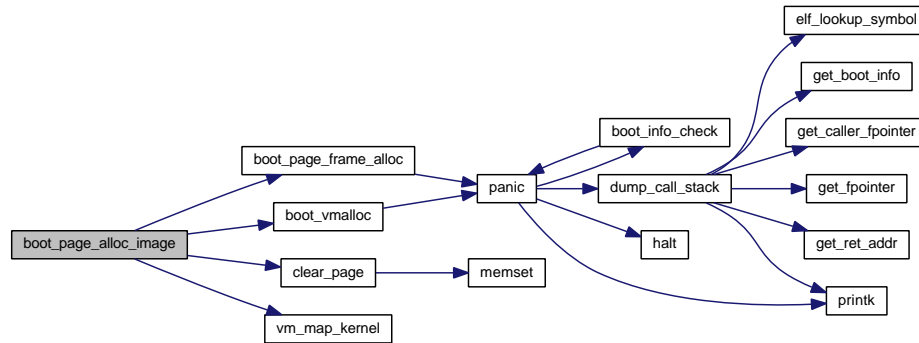 boot_page_alloc_image
boot_page_frame_alloc
boot_vmalloc
clear_page
vm_map_kernel
panic
memset
boot_info_check
dump_call_stack
halt
elf_lookup_symbol
get_boot_info
get_caller_fpointer
get_fpointer
get_ret_addr
printk